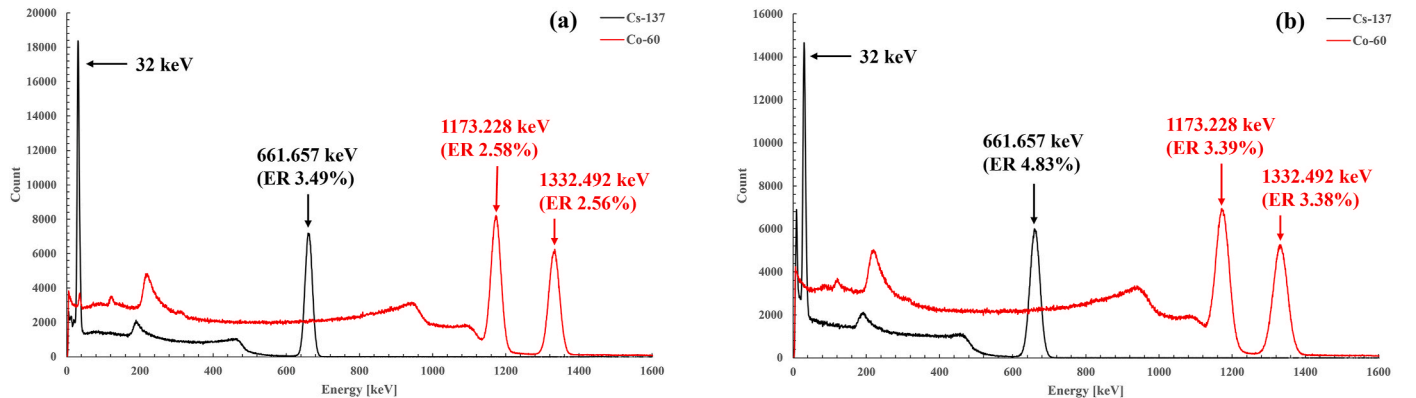 (a)
Cs-137
Co-60
20000
18000
16000
14000
12000
10000
8000
6000
4000
2000
0
Count
32 keV
661.657 keV
(ER 3.49%)
1173.228 keV
(ER 2.58%)
1332.492 keV
(ER 2.56%)
0 200 400 600 800 1000 1200 1400 1600
Energy [keV]
(b)
Cs-137
Co-60
16000
14000
12000
10000
8000
6000
4000
2000
0
Count
32 keV
661.657 keV
(ER 4.83%)
1173.228 keV
(ER 3.39%)
1332.492 keV
(ER 3.38%)
0 200 400 600 800 1000 1200 1400 1600
Energy [keV]